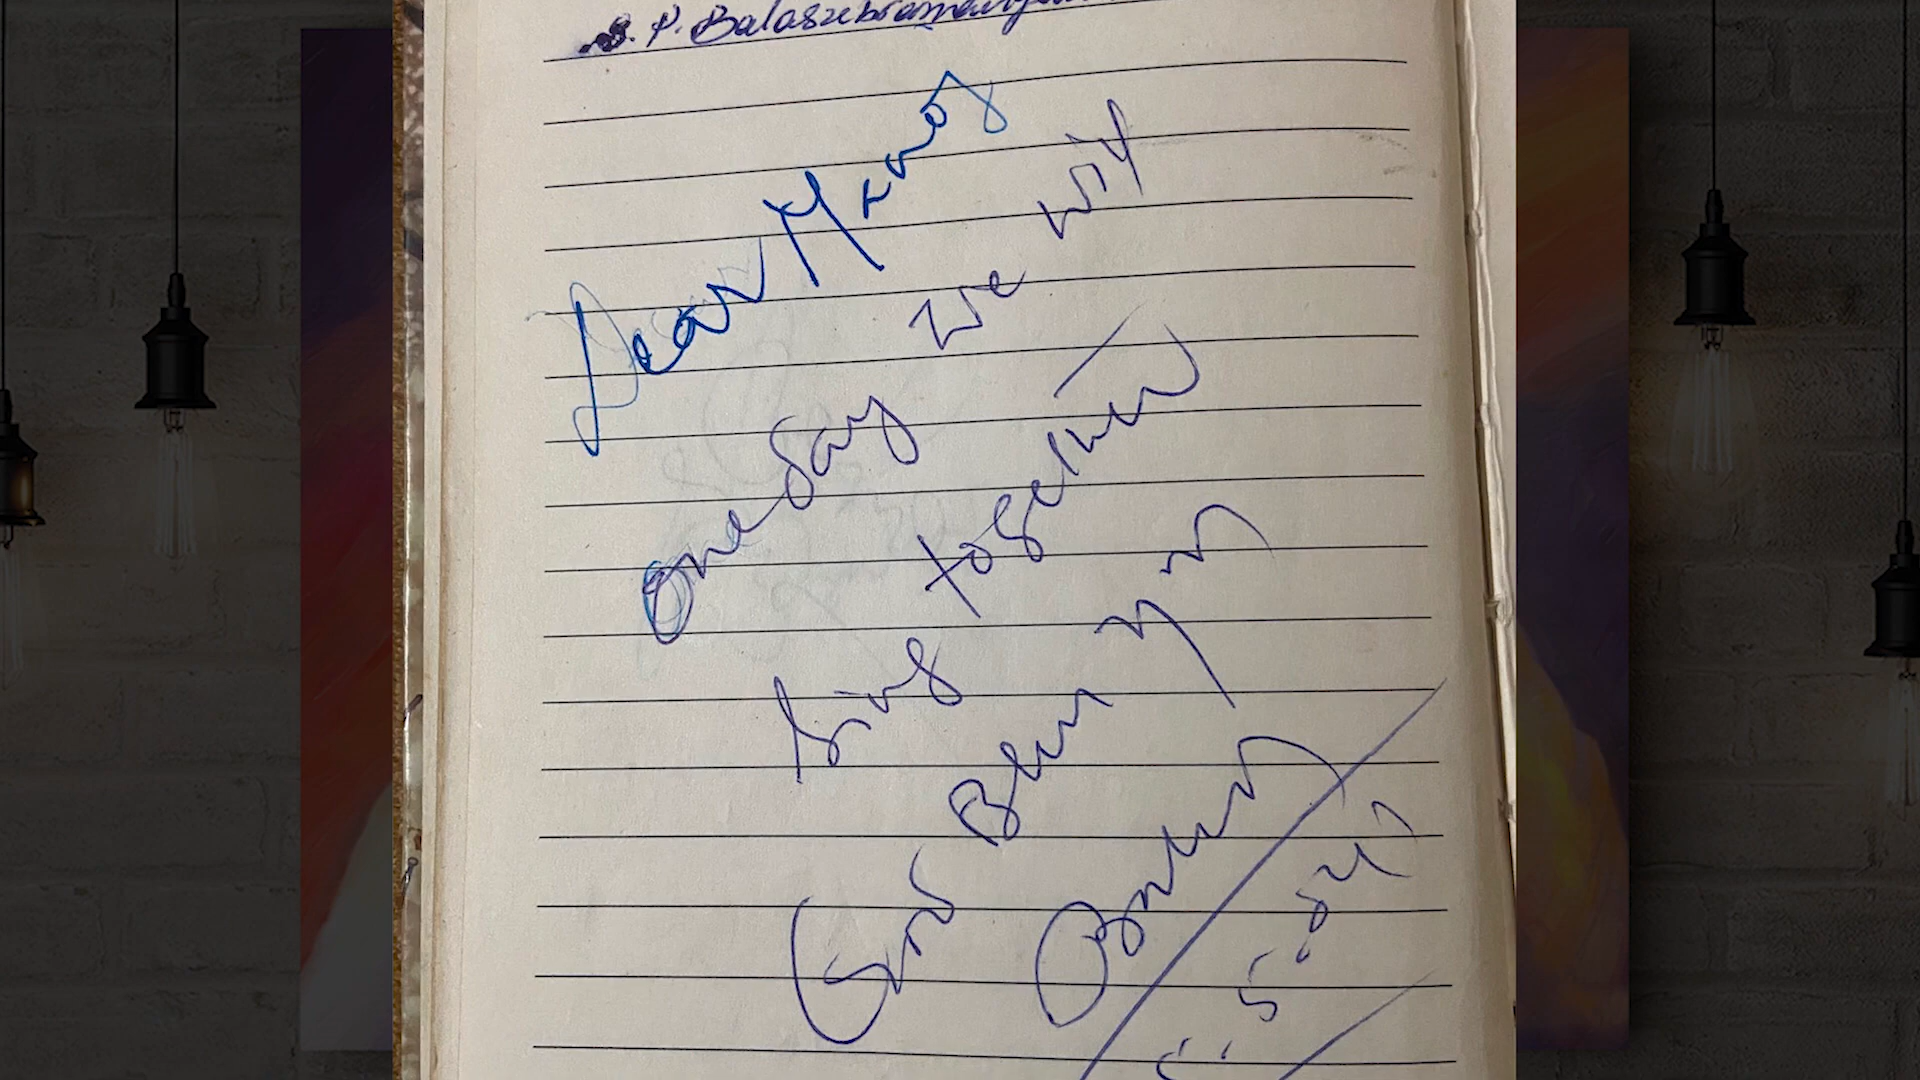 S. P. Balasubramanyam
Dear Manoj
one day we will
sing together
God Bless you